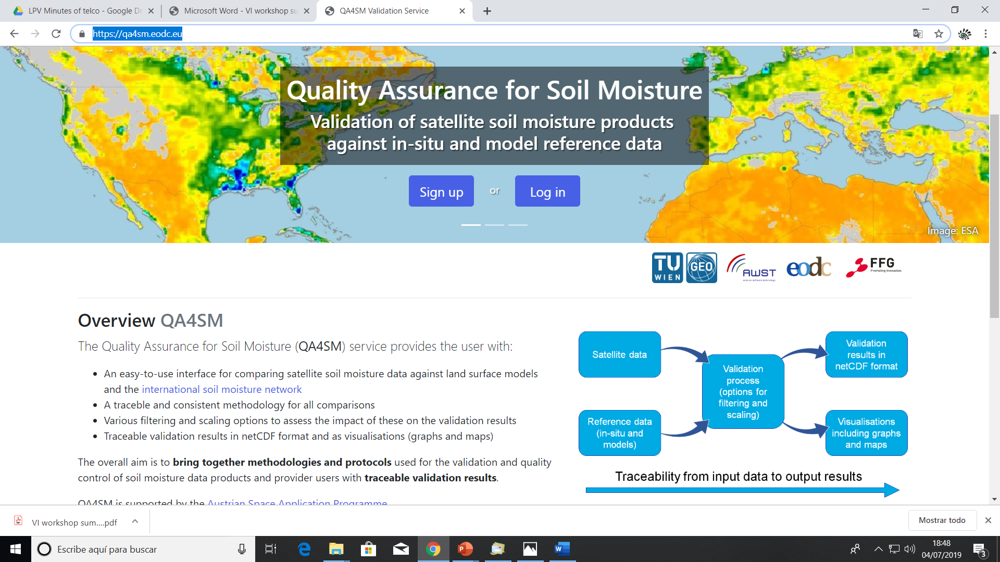 LPV Minutes of telco - Google Dr
Microsoft Word - VI workshop su
QA4SM Validation Service
https://qa4sm.eodc.eu
Quality Assurance for Soil Moisture
Validation of satellite soil moisture products
against in-situ and model reference data
Sign up
or
Log in
Image: ESA
TU
WIEN
GEO
AWST
science software technology
eodc
FFG
Promoting Innovation.
Overview QA4SM
The Quality Assurance for Soil Moisture (QA4SM) service provides the user with:
• An easy-to-use interface for comparing satellite soil moisture data against land surface models
and the international soil moisture network
• A traceble and consistent methodology for all comparisons
• Various filtering and scaling options to assess the impact of these on the validation results
• Traceable validation results in netCDF format and as visualisations (graphs and maps)
The overall aim is to bring together methodologies and protocols used for the validation and quality
control of soil moisture data products and provider users with traceable validation results.
QA4SM is supported by the Austrian Space Application Programme
Satellite data
Reference data
(in-situ and
models)
Validation
process
(options for
filtering and
scaling)
Validation
results in
netCDF format
Visualisations
including graphs
and maps
Traceability from input data to output results
VI workshop sum....pdf
Mostrar todo
Escribe aquí para buscar
18:48
04/07/2019
3